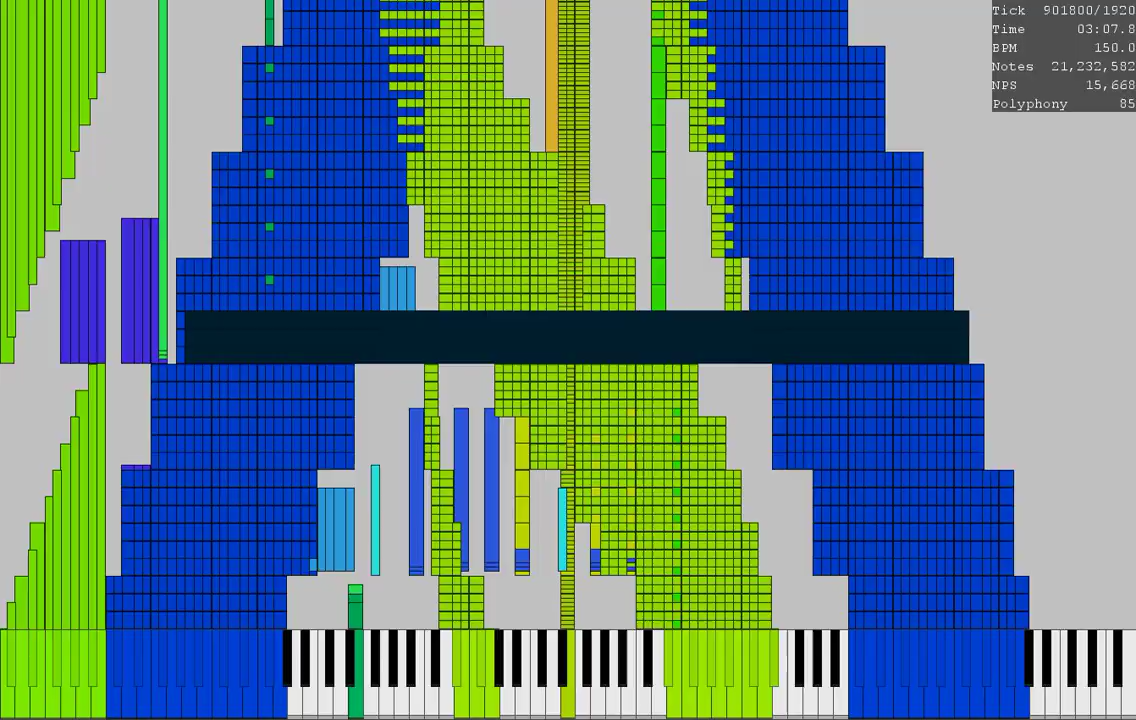 Tick 901800/1920
Time 03:07.8
BPM 150.0
Notes 21,232,582
NPS 15,668
Polyphony 85